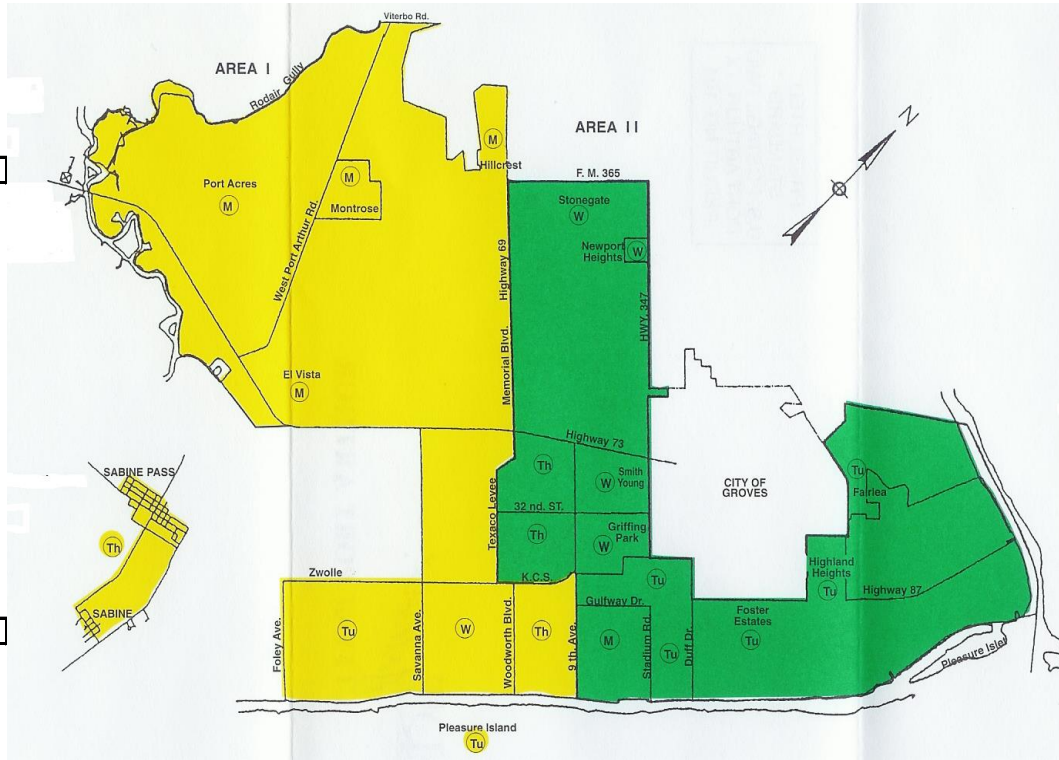 Viterbo Rd.
AREA I
Rodair Gully
AREA II
N
M
Hillcrest
F. M. 365
Port Acres
M
M
Montrose
Stonegate
W
Newport
Heights
W
West Port Arthur Rd.
Highway 69
HWY. 347
Memorial Blvd.
El Vista
M
Highway 73
SABINE PASS
Th
SABINE
Texaco Levee
Th
Smith
Young
W
32 nd. ST.
Th
Griffing
Park
W
CITY OF
GROVES
Tu
Fairlea
Zwolle
K.C.S.
Tu
Highland
Heights
Tu
Highway 87
Gulfway Dr.
Foley Ave.
Tu
Savanna Ave.
W
Woodworth Blvd.
Th
9 th. Ave.
M
Stadium Rd.
Tu
Duff Dr.
Foster
Estates
Tu
Pleasure Islet
Pleasure Island
Tu